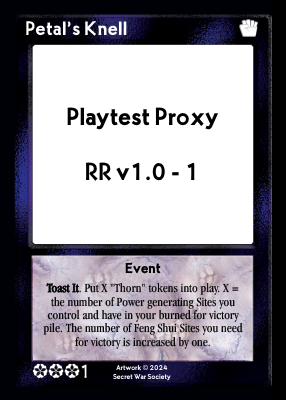 Petal's Knell
Playtest Proxy
RR v1.0 - 1
Event
Toast It. Put X "Thorn" tokens into play. X =
the number of Power generating Sites you
control and have in your burned for victory
pile. The number of Feng Shui Sites you need
for victory is increased by one.
1
Artwork © 2024
Secret War Society